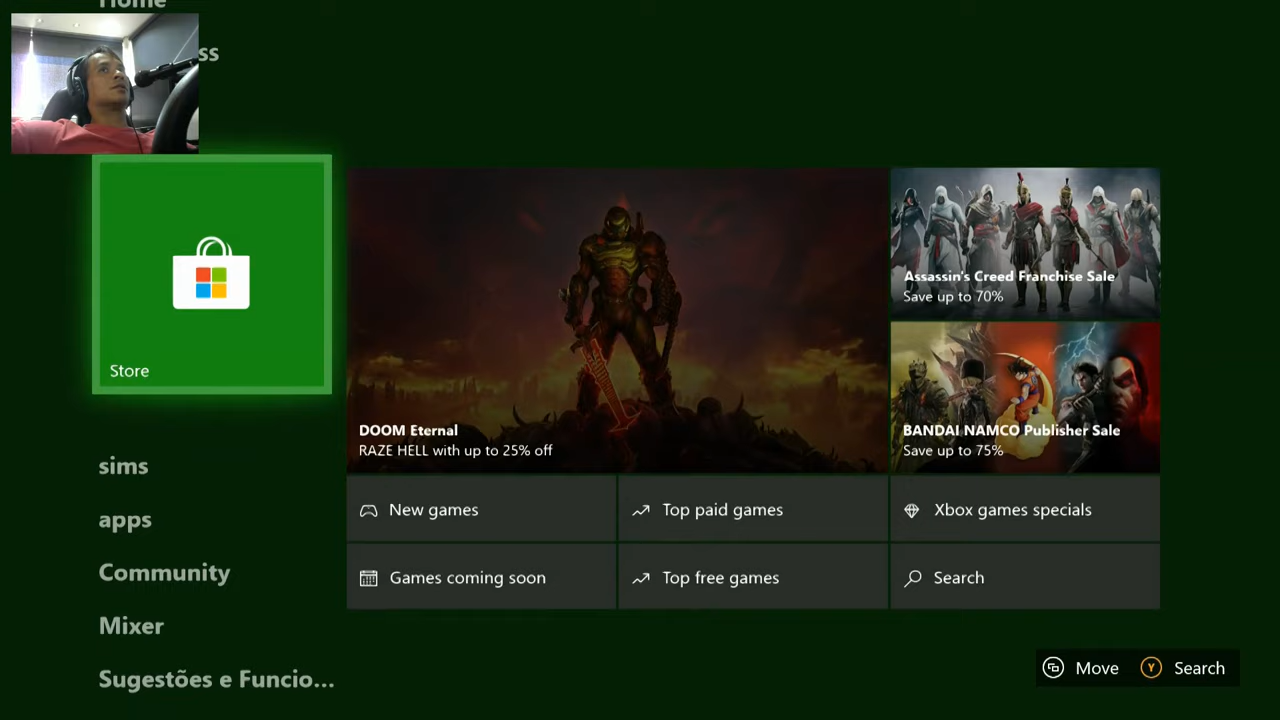 Home
ss
Store
sims
apps
Community
Mixer
Sugestões e Funcio...
DOOM Eternal
RAZE HELL with up to 25% off
Assassin's Creed Franchise Sale
Save up to 70%
BANDAI NAMCO Publisher Sale
Save up to 75%
New games
Top paid games
Xbox games specials
Games coming soon
Top free games
Search
Move
Y
Search